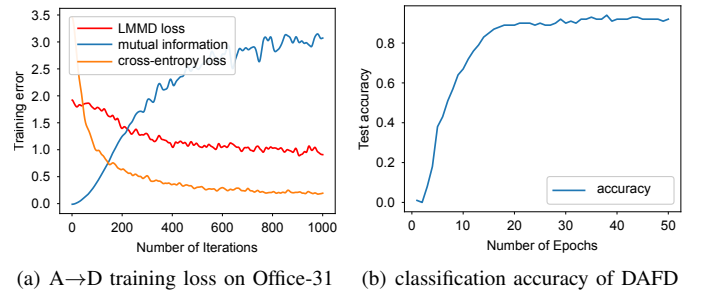 3.5
3.0
2.5
2.0
1.5
1.0
0.5
0.0
Training error
LMMD loss
mutual information
cross-entropy loss
0 200 400 600 800 1000
Number of Iterations
(a) A→D training loss on Office-31
0.8
0.6
0.4
0.2
0.0
Test accuracy
accuracy
0 10 20 30 40 50
Number of Epochs
(b) classification accuracy of DAFD